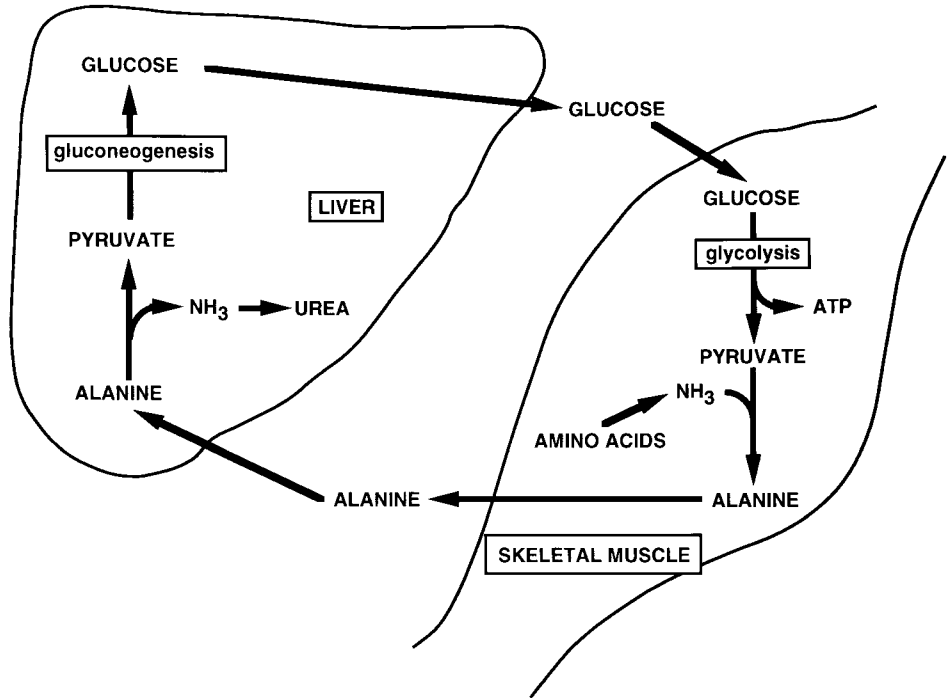 GLUCOSE
GLUCOSE
gluconeogenesis
LIVER
GLUCOSE
PYRUVATE
glycolysis
NH3
UREA
ATP
PYRUVATE
ALANINE
NH3
AMINO ACIDS
ALANINE
ALANINE
SKELETAL MUSCLE